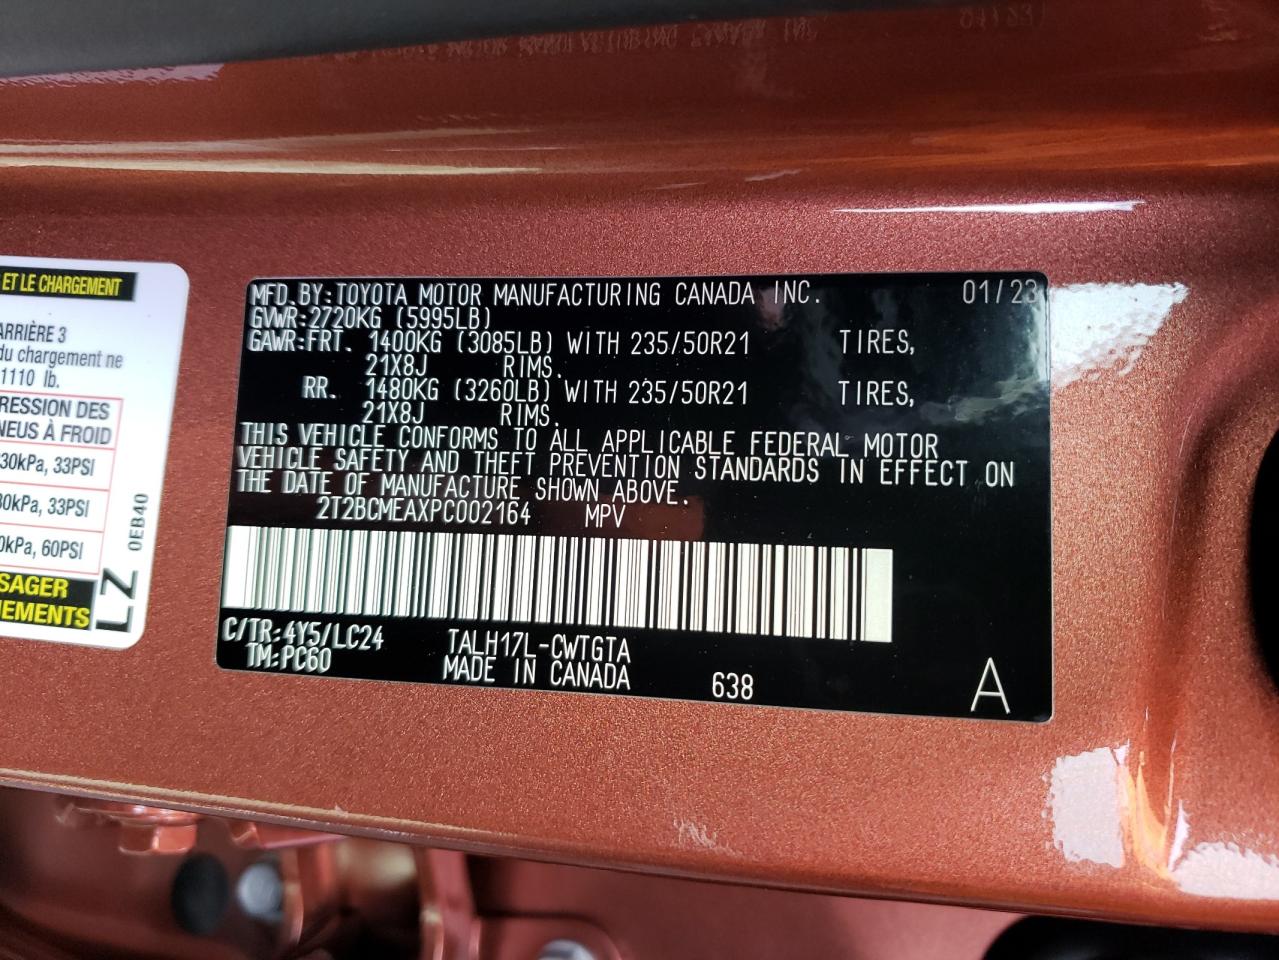 ET LE CHARGEMENT
ARRIÈRE 3
du chargement ne
1110 lb.
RESSION DES
NEUS À FROID
30kPa, 33PSI
30kPa, 33PSI
0kPa, 60PSI
SAGER
NEMENTS
LZ 0EB40
MFD.BY:TOYOTA MOTOR MANUFACTURING CANADA INC. 01/23
GVWR:2720KG (5995LB)
GAWR:FRT. 1400KG (3085LB) WITH 235/50R21 TIRES,
21X8J RIMS.
RR. 1480KG (3260LB) WITH 235/50R21 TIRES,
21X8J RIMS.
THIS VEHICLE CONFORMS TO ALL APPLICABLE FEDERAL MOTOR
VEHICLE SAFETY AND THEFT PREVENTION STANDARDS IN EFFECT ON
THE DATE OF MANUFACTURE SHOWN ABOVE.
2T2BCMEAXPC002164 MPV
C/TR:4Y5/LC24 TALH17L-CWTGTA
TM:PC60 MADE IN CANADA 638 A